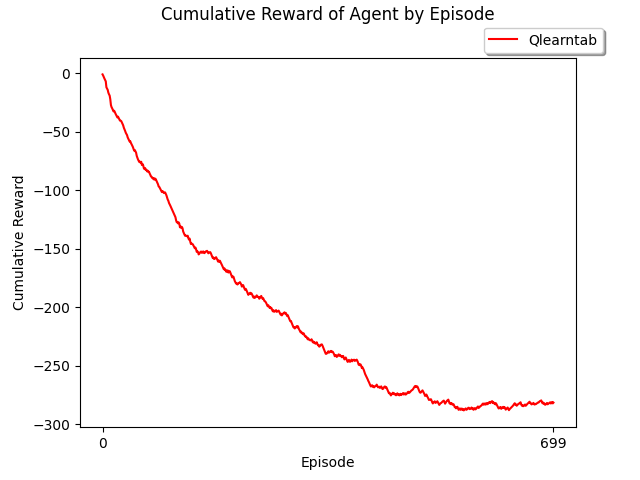 Cumulative Reward of Agent by Episode
Qlearntab
0
−50
−100
−150
−200
−250
−300
Cumulative Reward
0
699
Episode